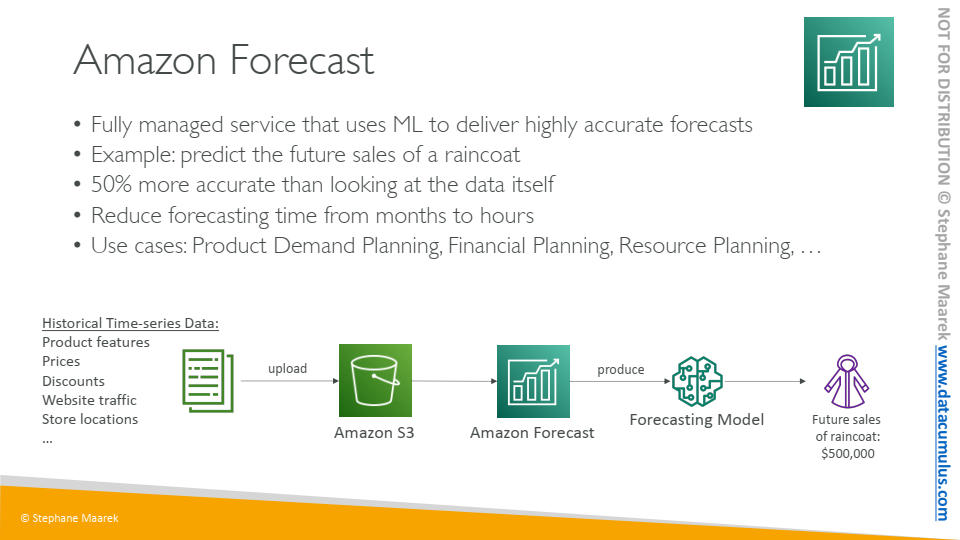 Amazon Forecast
• Fully managed service that uses ML to deliver highly accurate forecasts
• Example: predict the future sales of a raincoat
• 50% more accurate than looking at the data itself
• Reduce forecasting time from months to hours
• Use cases: Product Demand Planning, Financial Planning, Resource Planning, …
Historical Time-series Data:
Product features
Prices
Discounts
Website traffic
Store locations
…
upload
Amazon S3
Amazon Forecast
produce
Forecasting Model
Future sales
of raincoat:
$500,000
© Stephane Maarek
NOT FOR DISTRIBUTION © Stephane Maarek www.datacumulus.com